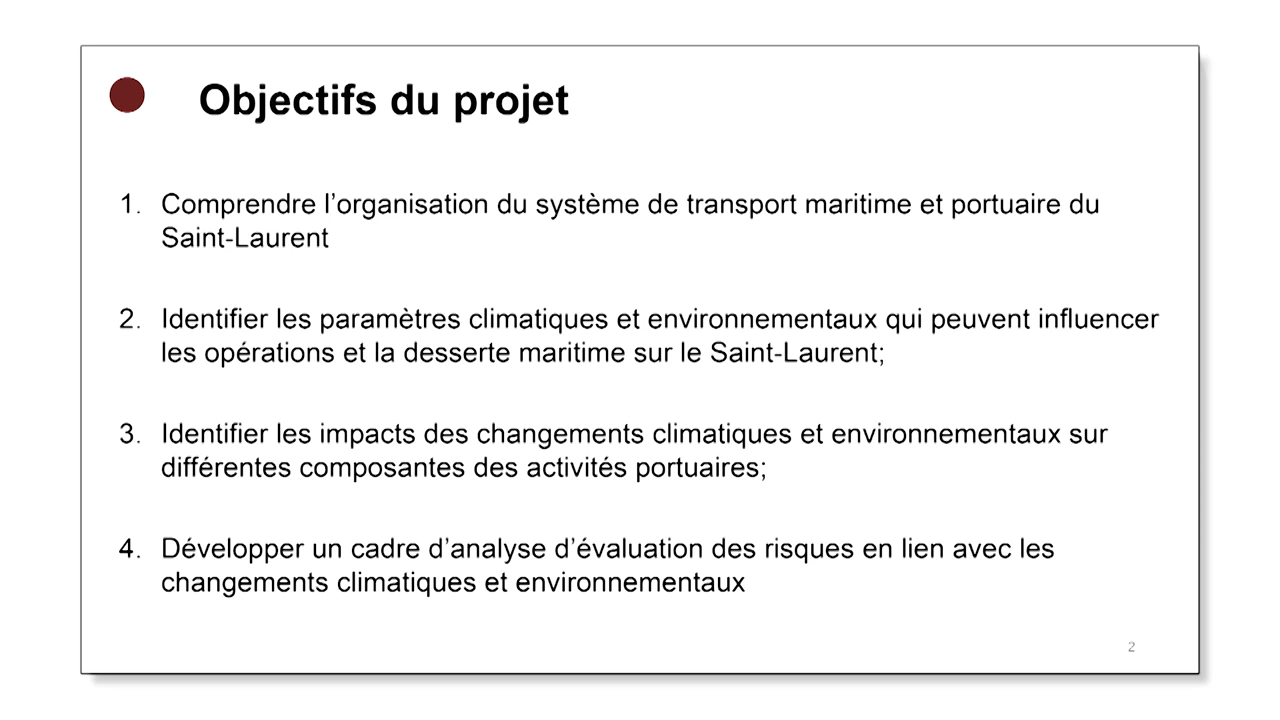 Objectifs du projet
1. Comprendre l’organisation du système de transport maritime et portuaire du
Saint-Laurent
2. Identifier les paramètres climatiques et environnementaux qui peuvent influencer
les opérations et la desserte maritime sur le Saint-Laurent;
3. Identifier les impacts des changements climatiques et environnementaux sur
différentes composantes des activités portuaires;
4. Développer un cadre d’analyse d’évaluation des risques en lien avec les
changements climatiques et environnementaux
2